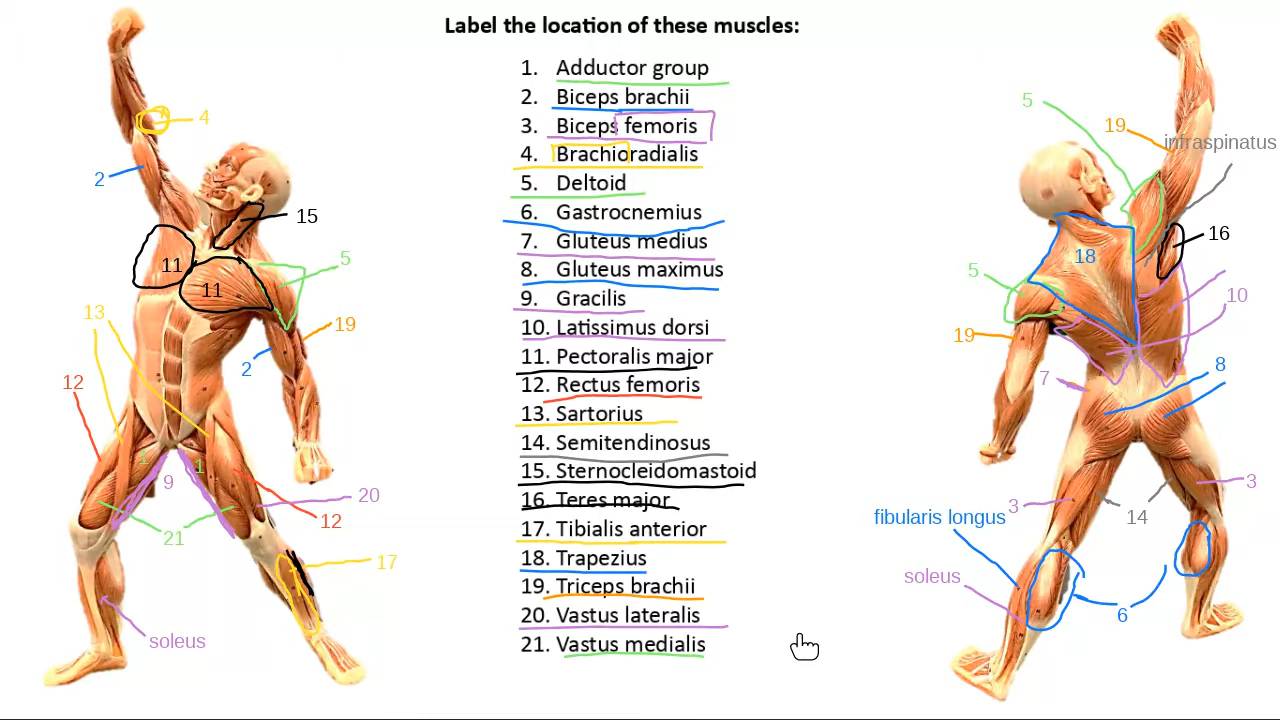 Label the location of these muscles:
1. Adductor group
2. Biceps brachii
3. Biceps femoris
4. Brachioradialis
5. Deltoid
6. Gastrocnemius
7. Gluteus medius
8. Gluteus maximus
9. Gracilis
10. Latissimus dorsi
11. Pectoralis major
12. Rectus femoris
13. Sartorius
14. Semitendinosus
15. Sternocleidomastoid
16. Teres major
17. Tibialis anterior
18. Trapezius
19. Triceps brachii
20. Vastus lateralis
21. Vastus medialis
4
2
15
11
11
5
13
19
2
12
1
1
9
20
12
21
17
soleus
5
19
infraspinatus
16
18
5
10
19
7
8
3
3
14
fibularis longus
soleus
6